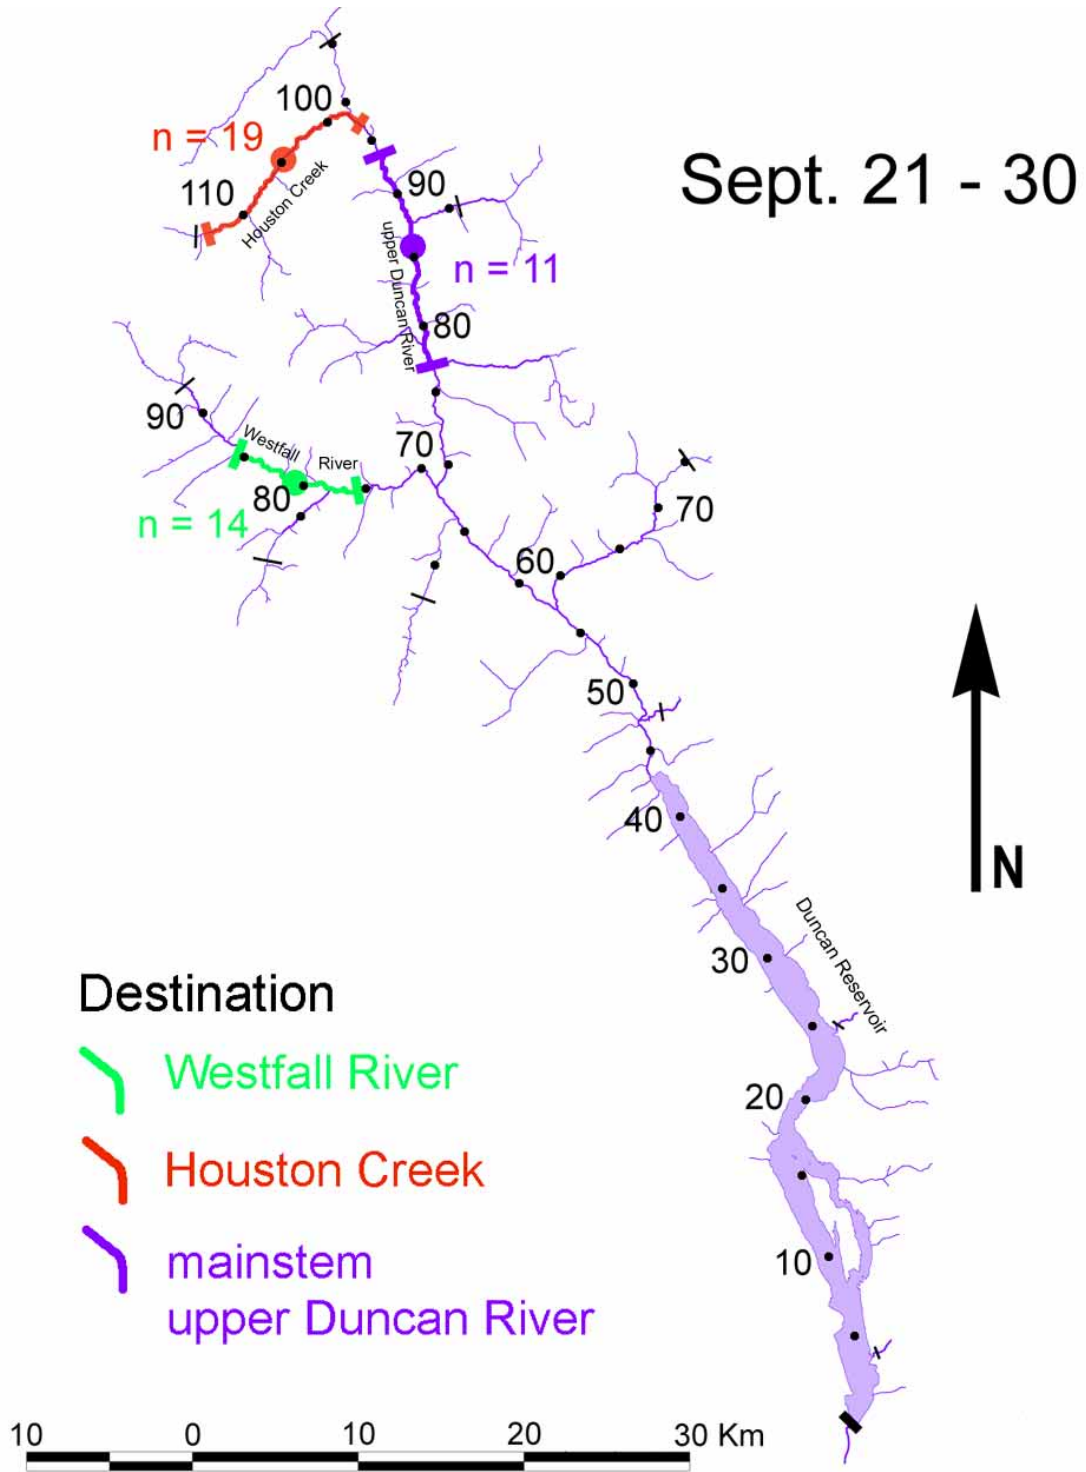 100
n = 19
Sept. 21 - 30
110
Houston Creek
90
upper Duncan River
n = 11
80
90
Westfall
River
70
80
n = 14
70
60
50
40
N
Duncan Reservoir
30
Destination
Westfall River
20
Houston Creek
10
mainstem
upper Duncan River
10 0 10 20 30 Km